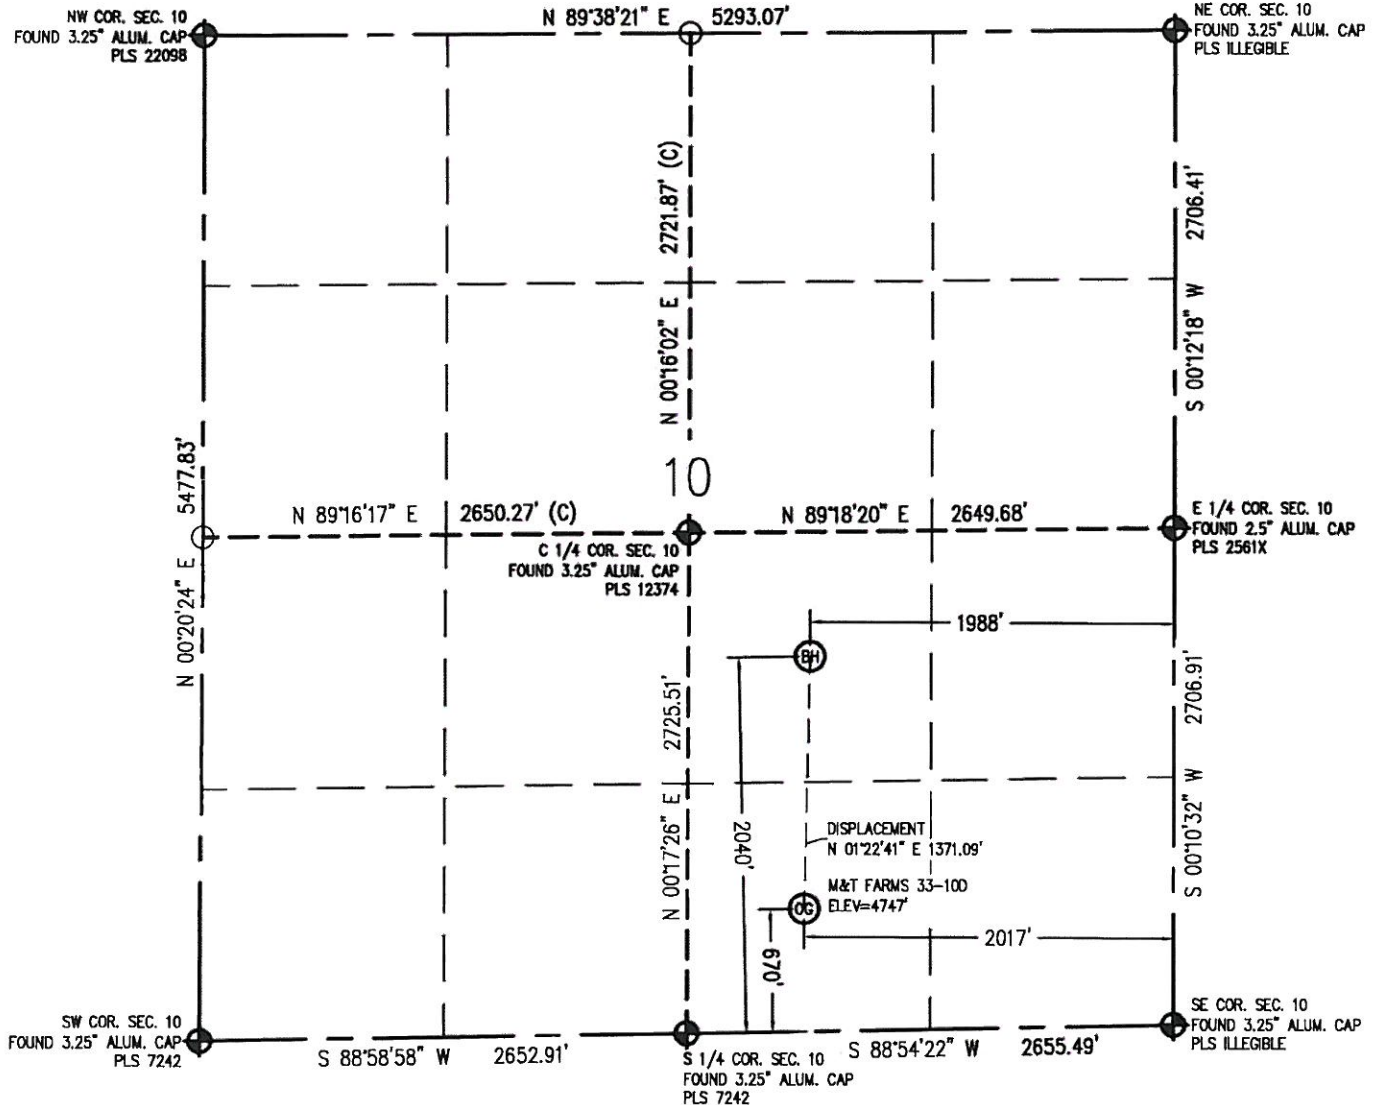 NW COR. SEC. 10
FOUND 3.25" ALUM. CAP
PLS 22098
N 89°38'21" E 5293.07'
NE COR. SEC. 10
FOUND 3.25" ALUM. CAP
PLS ILLEGIBLE
N 00°16'02" E 2721.87' (C)
S 00°12'18" W 2706.41'
N 00°20'24" E 5477.83'
10
N 89°16'17" E 2650.27' (C)
N 89°18'20" E 2649.68'
E 1/4 COR. SEC. 10
FOUND 2.5" ALUM. CAP
PLS 2561X
C 1/4 COR. SEC. 10
FOUND 3.25" ALUM. CAP
PLS 12374
1988'
BH
N 00°17'26" E 2725.51'
2040'
S 00°10'32" W 2706.91'
DISPLACEMENT
N 01°22'41" E 1371.09'
M&T FARMS 33-10D
ELEV=4747'
OG
2017'
670'
SW COR. SEC. 10
FOUND 3.25" ALUM. CAP
PLS 7242
S 88°58'58" W 2652.91'
S 1/4 COR. SEC. 10
FOUND 3.25" ALUM. CAP
PLS 7242
S 88°54'22" W 2655.49'
SE COR. SEC. 10
FOUND 3.25" ALUM. CAP
PLS ILLEGIBLE